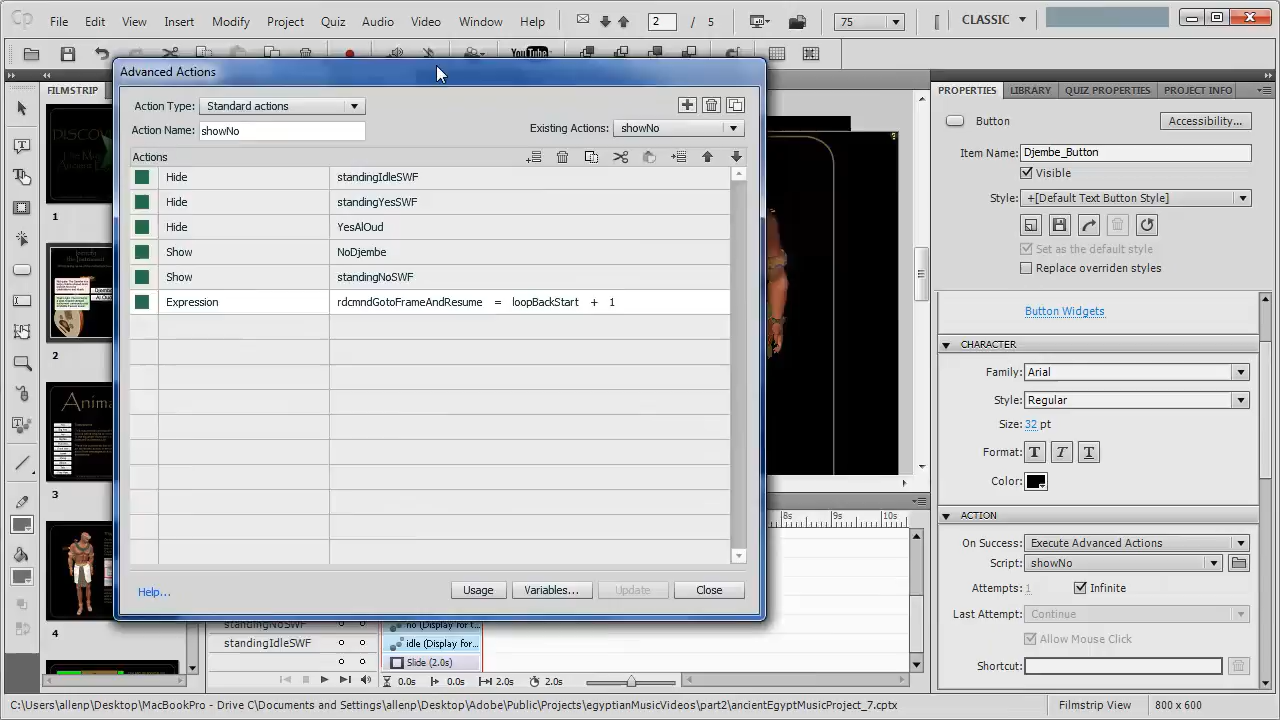 Cp File Edit View Insert Modify Project Quiz Audio Video Window Help 2 / 5 75 CLASSIC
YouTube
Advanced Actions
FILMSTRIP
Action Type: Standard actions
Action Name: showNo
Existing Actions: showNo
Actions
Hide standingIdleSWF
Hide standingYesSWF
Hide YesAlOud
Show NoDjembe
Show standingNoSWF
Expression rdcmndGotoFrameAndResume = loopBackStart + 1
Help... Usage Variables... Update Close
1
2
3
4
PROPERTIES LIBRARY QUIZ PROPERTIES PROJECT INFO
Button Accessibility...
Item Name: Djembe_Button
Visible
Style: +[Default Text Button Style]
Set as the default style
Replace overriden styles
Button Widgets
CHARACTER
Family: Arial
Style: Regular
Size: 32 pt
Format: T T T
Color:
ACTION
On Success: Execute Advanced Actions
Script: showNo
Attempts: 1 Infinite
Last Attempt: Continue
Allow Mouse Click
Shortcut:
8s 9s 10s
no (Display for t...
standingIdleSWF idle (Display for...
Slide (2.0s)
0.0s 0.0s 2.0s 2.0s
C:\Users\allenp\Desktop\MacBookPro - Drive C\Documents and Settings\allenp\Desktop\Adobe\Public\Projects\egyptianMusicVideos\part2\ancientEgyptMusicProject_7.cptx Filmstrip View 800 x 600